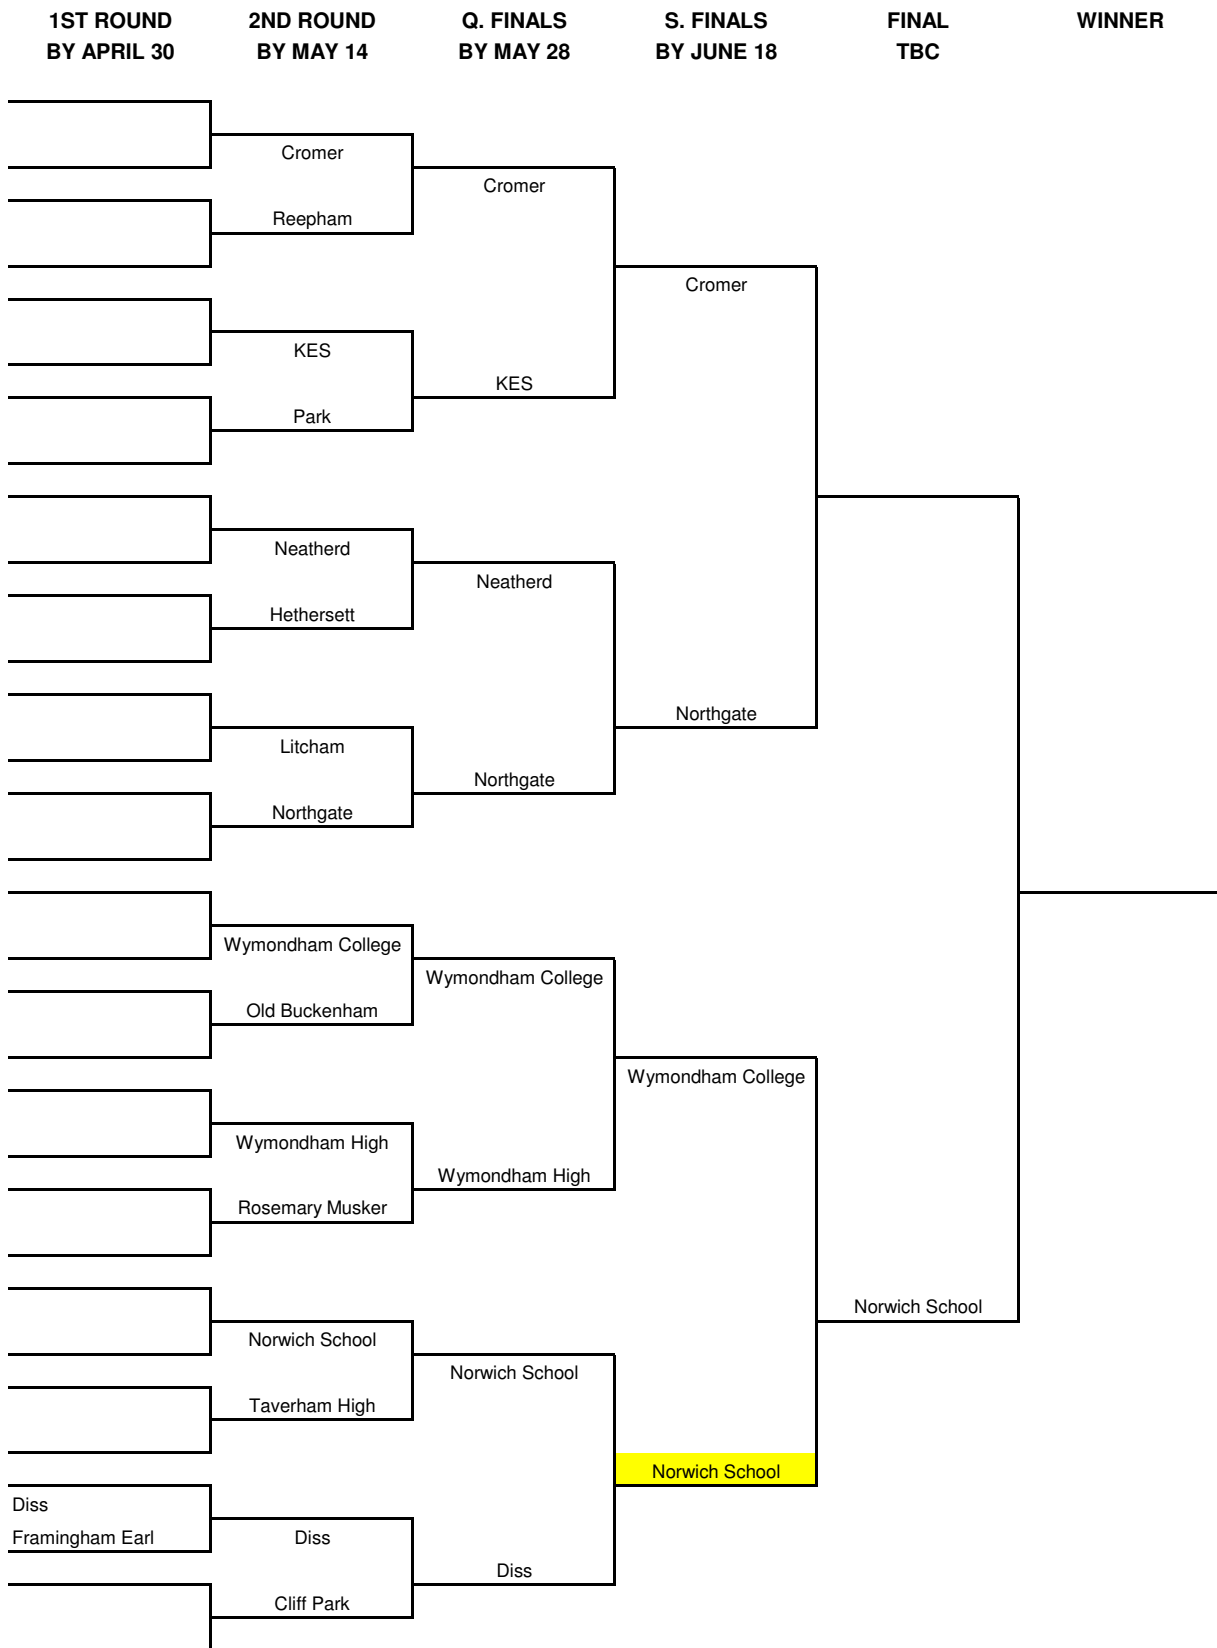 1ST ROUND 2ND ROUND Q. FINALS S. FINALS FINAL WINNER
BY APRIL 30 BY MAY 14 BY MAY 28 BY JUNE 18 TBC
Cromer
Cromer
Reepham
Cromer
KES
KES
Park
Neatherd
Neatherd
Hethersett
Northgate
Litcham
Northgate
Northgate
Wymondham College
Wymondham College
Old Buckenham
Wymondham College
Wymondham High
Wymondham High
Rosemary Musker
Norwich School
Norwich School
Norwich School
Taverham High
Norwich School
Diss
Framingham Earl Diss
Diss
Cliff Park